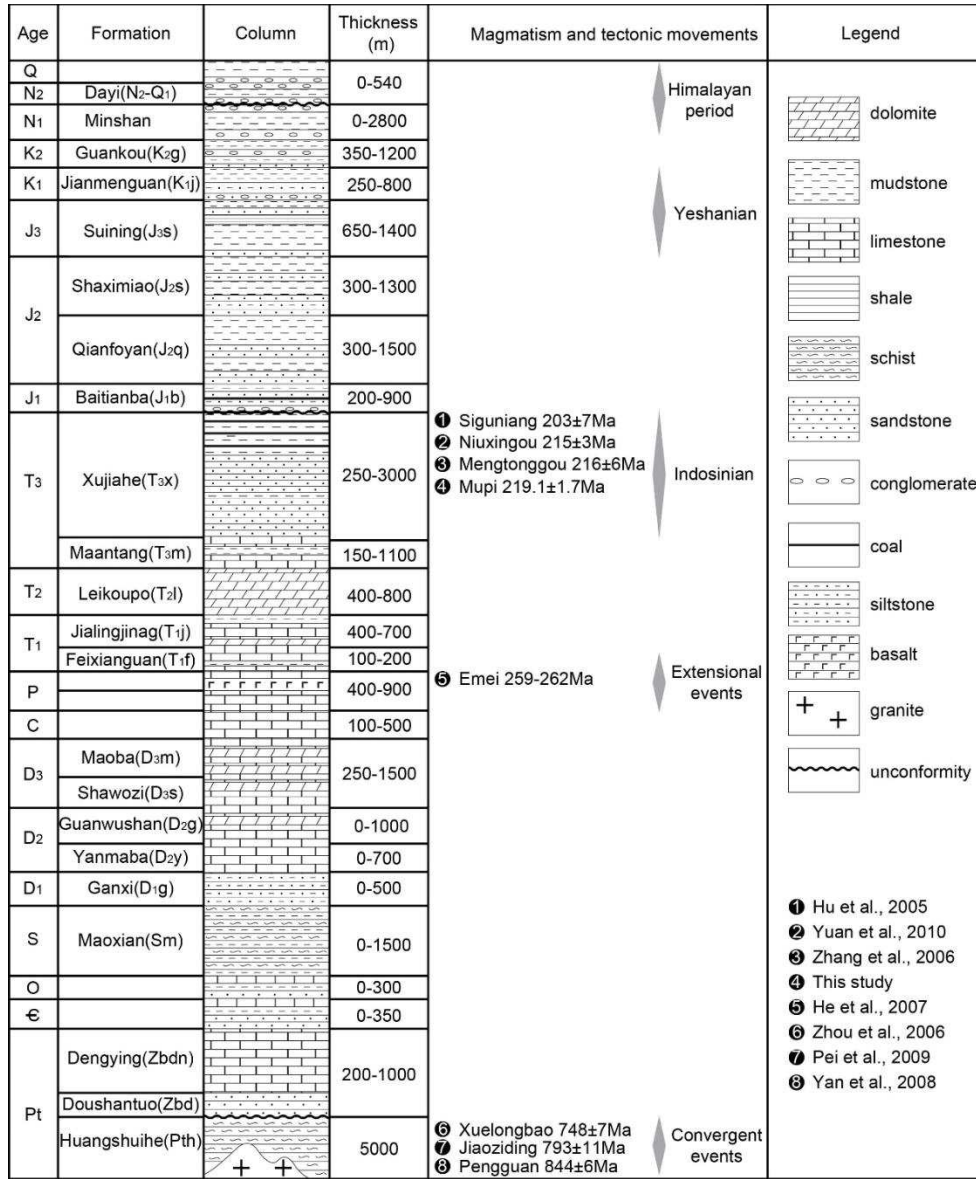 Age Formation Column Thickness (m) Magmatism and tectonic movements Legend
Q
0-540
N2 Dayi(N2-Q1)
Himalayan period
N1 Minshan 0-2800
K2 Guankou(K2g) 350-1200
K1 Jianmenguan(K1j) 250-800
Yeshanian
J3 Suining(J3s) 650-1400
J2
Shaximiao(J2s) 300-1300
Qianfoyan(J2q) 300-1500
J1 Baitianba(J1b) 200-900
T3
Xujiahe(T3x) 250-3000
❶ Siguniang 203±7Ma
❷ Niuxingou 215±3Ma
❸ Mengtonggou 216±6Ma
❹ Mupi 219.1±1.7Ma
Indosinian
Maantang(T3m) 150-1100
T2 Leikoupo(T2l) 400-800
T1
Jialingjinag(T1j) 400-700
Feixianguan(T1f) 100-200
P 400-900
❺ Emei 259-262Ma
Extensional events
C 100-500
D3
Maoba(D3m)
250-1500
Shawozi(D3s)
D2
Guanwushan(D2g) 0-1000
Yanmaba(D2y) 0-700
D1 Ganxi(D1g) 0-500
S Maoxian(Sm) 0-1500
O 0-300
Є 0-350
Pt
Dengying(Zbdn)
200-1000
Doushantuo(Zbd)
Huangshuihe(Pth) 5000
❻ Xuelongbao 748±7Ma
❼ Jiaoziding 793±11Ma
❽ Pengguan 844±6Ma
Convergent events
dolomite
mudstone
limestone
shale
schist
sandstone
conglomerate
coal
siltstone
basalt
granite
unconformity
❶ Hu et al., 2005
❷ Yuan et al., 2010
❸ Zhang et al., 2006
❹ This study
❺ He et al., 2007
❻ Zhou et al., 2006
❼ Pei et al., 2009
❽ Yan et al., 2008